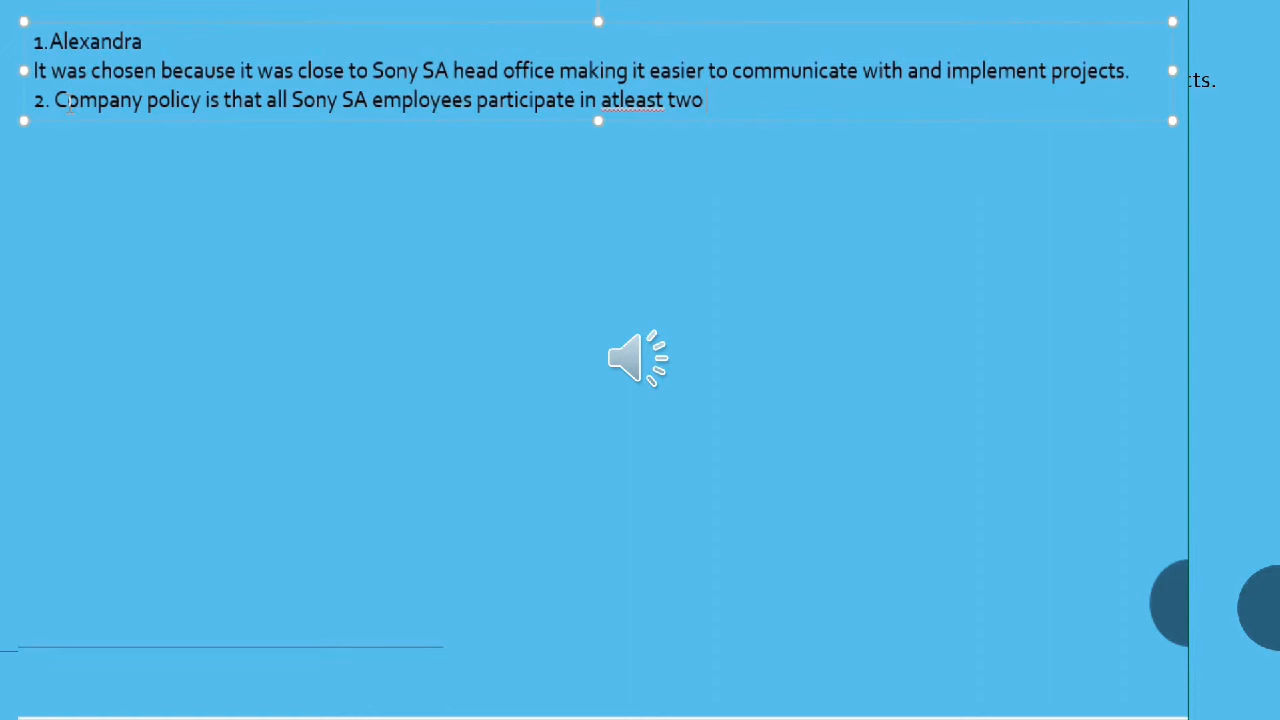 1.Alexandra
It was chosen because it was close to Sony SA head office making it easier to communicate with and implement projects.
2. Company policy is that all Sony SA employees participate in atleast two
cts.